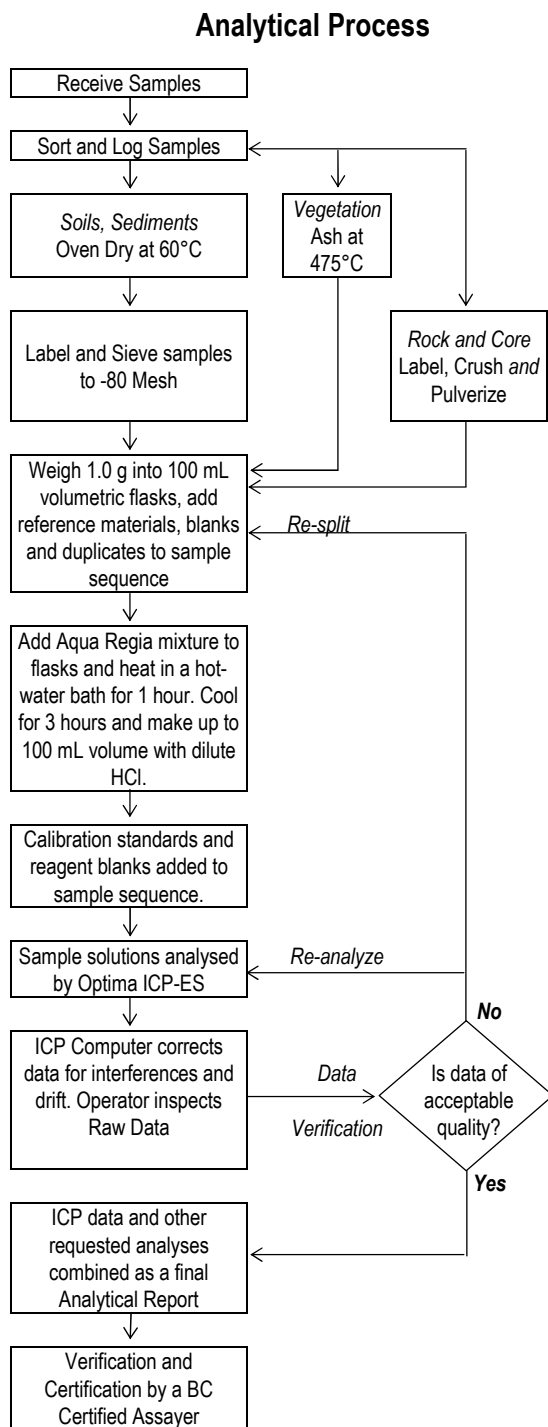 Analytical Process
Receive Samples
Sort and Log Samples
Soils, Sediments
Oven Dry at 60°C
Vegetation
Ash at
475°C
Label and Sieve samples
to -80 Mesh
Rock and Core
Label, Crush and
Pulverize
Weigh 1.0 g into 100 mL
volumetric flasks, add
reference materials, blanks
and duplicates to sample
sequence
Re-split
Add Aqua Regia mixture to
flasks and heat in a hot-
water bath for 1 hour. Cool
for 3 hours and make up to
100 mL volume with dilute
HCl.
Calibration standards and
reagent blanks added to
sample sequence.
Sample solutions analysed
by Optima ICP-ES
Re-analyze
No
ICP Computer corrects
data for interferences and
drift. Operator inspects
Raw Data
Data
Verification
Is data of
acceptable
quality?
Yes
ICP data and other
requested analyses
combined as a final
Analytical Report
Verification and
Certification by a BC
Certified Assayer